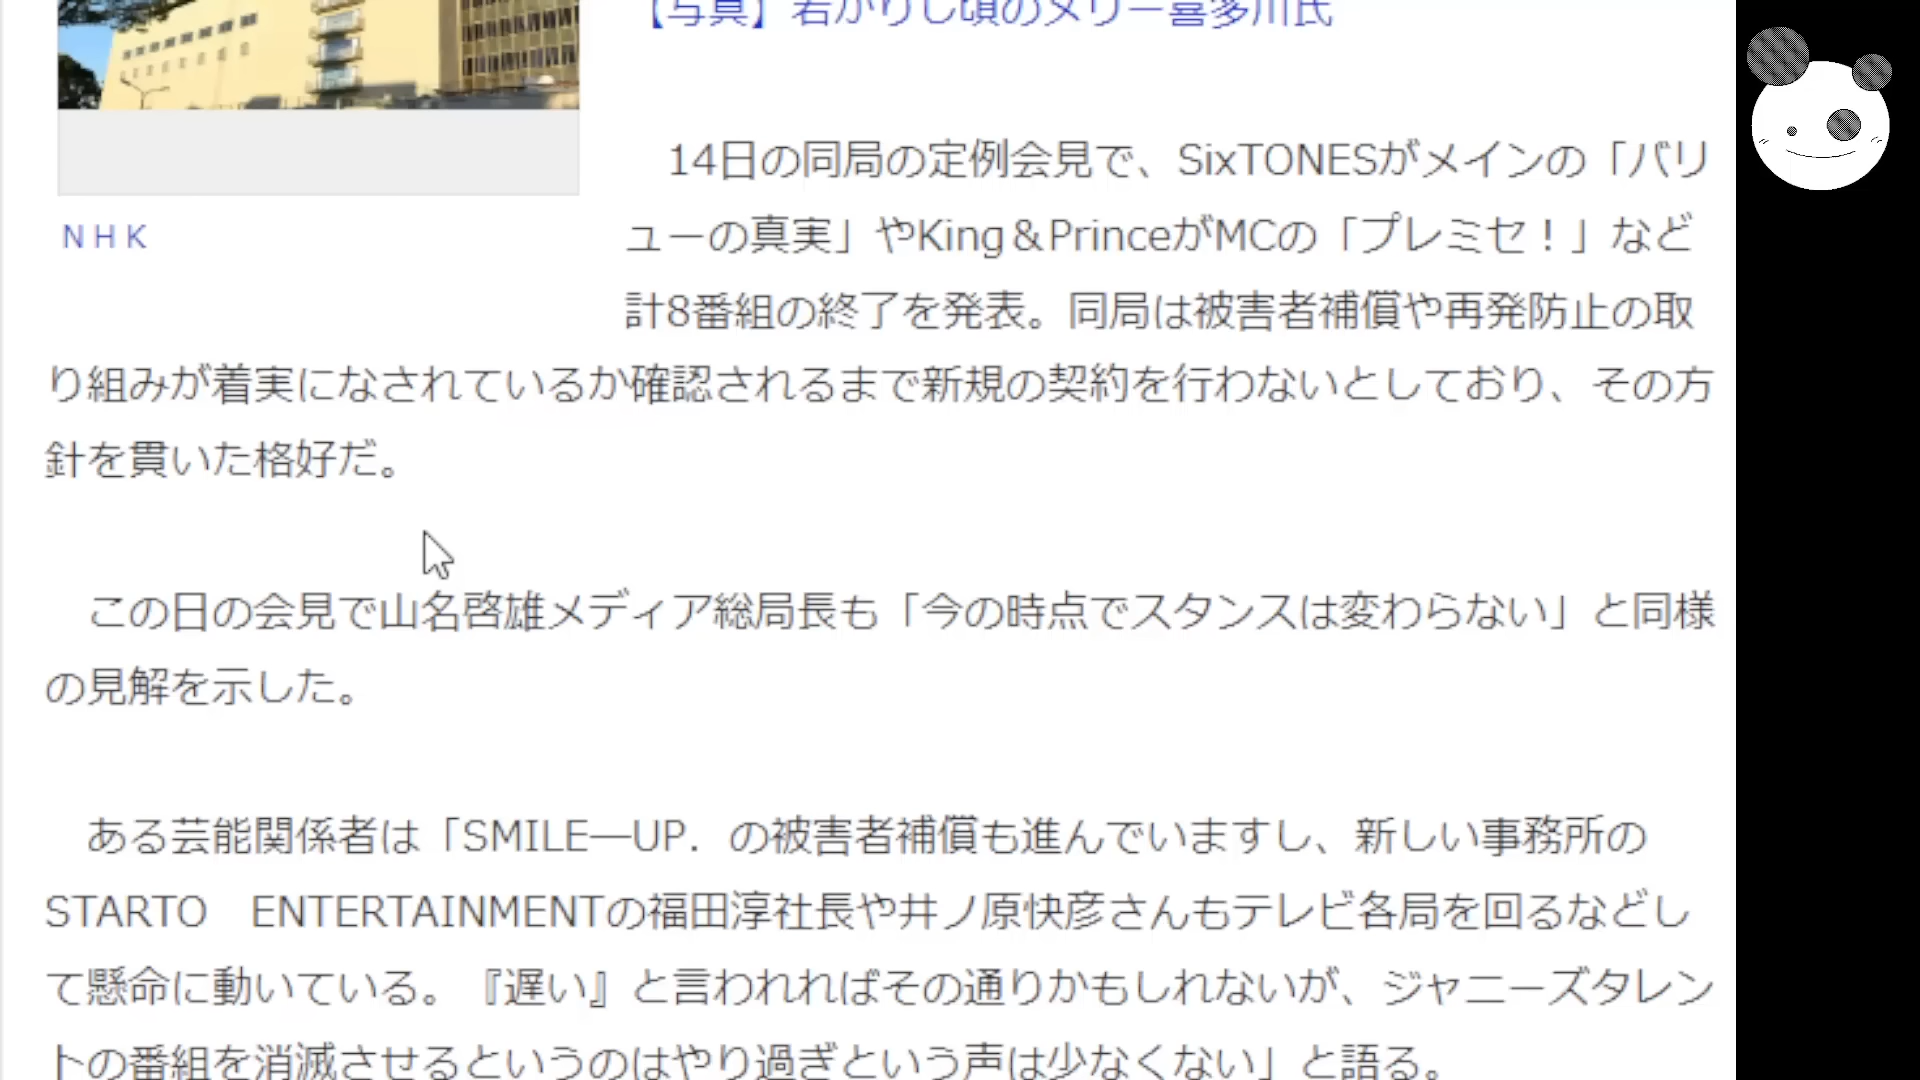 【写真】若かりし頃のメリー喜多川氏
14日の同局の定例会見で、SixTONESがメインの「バリ
ューの真実」やKing＆PrinceがMCの「プレミセ！」など
ＮＨＫ
計8番組の終了を発表。同局は被害者補償や再発防止の取
り組みが着実になされているか確認されるまで新規の契約を行わないとしており、その方
針を貫いた格好だ。
この日の会見で山名啓雄メディア総局長も「今の時点でスタンスは変わらない」と同様
の見解を示した。
ある芸能関係者は「SMILE―UP．の被害者補償も進んでいますし、新しい事務所の
STARTO　ENTERTAINMENTの福田淳社長や井ノ原快彦さんもテレビ各局を回るなどし
て懸命に動いている。『遅い』と言われればその通りかもしれないが、ジャニーズタレン
トの番組を消滅させるというのはやり過ぎという声は少なくない」と語る。